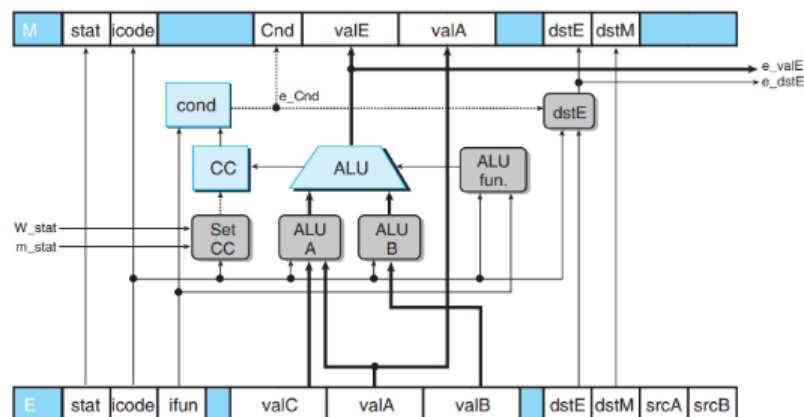 M stat icode Cnd valE valA dstE dstM
e_valE
e_dstE
e_Cnd
cond
dstE
CC
ALU
ALU
fun.
W_stat
m_stat
Set
CC
ALU
A
ALU
B
E stat icode ifun valC valA valB dstE dstM srcA srcB